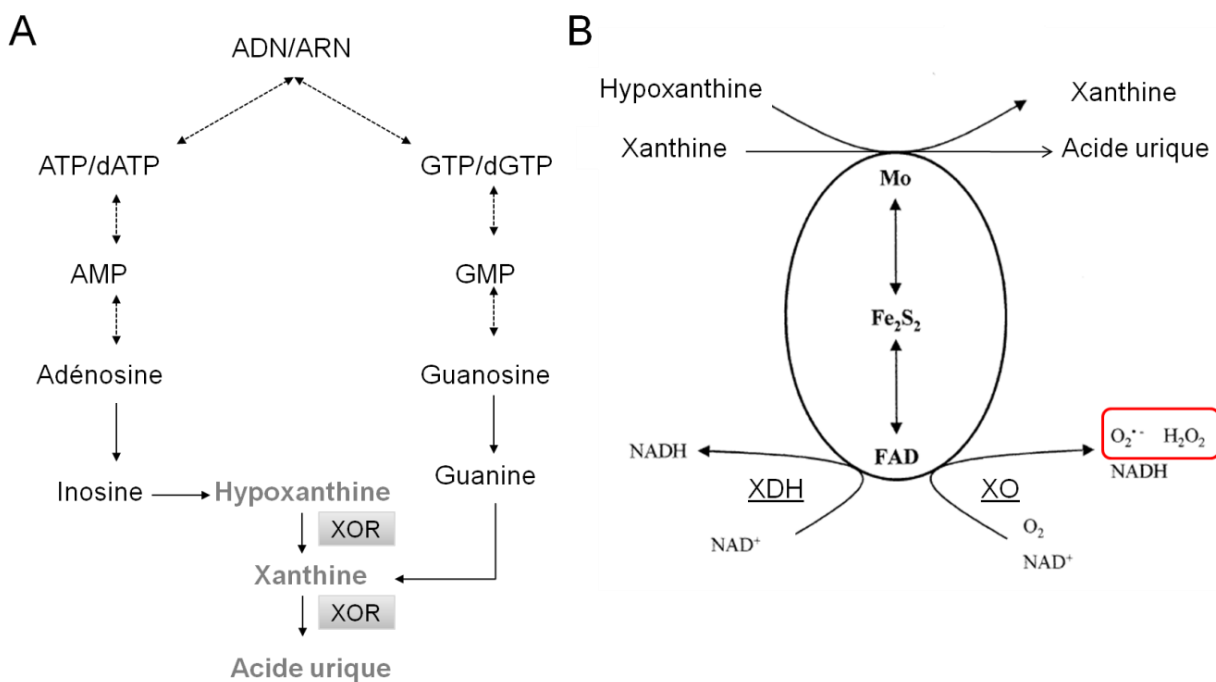 A
ADN/ARN
ATP/dATP
GTP/dGTP
AMP
GMP
Adénosine
Guanosine
Inosine
Hypoxanthine
Guanine
XOR
Xanthine
XOR
Acide urique
B
Hypoxanthine
Xanthine
Xanthine
Acide urique
Mo
Fe₂S₂
FAD
NADH
O₂•- H₂O₂
NADH
XDH
XO
NAD⁺
O₂
NAD⁺